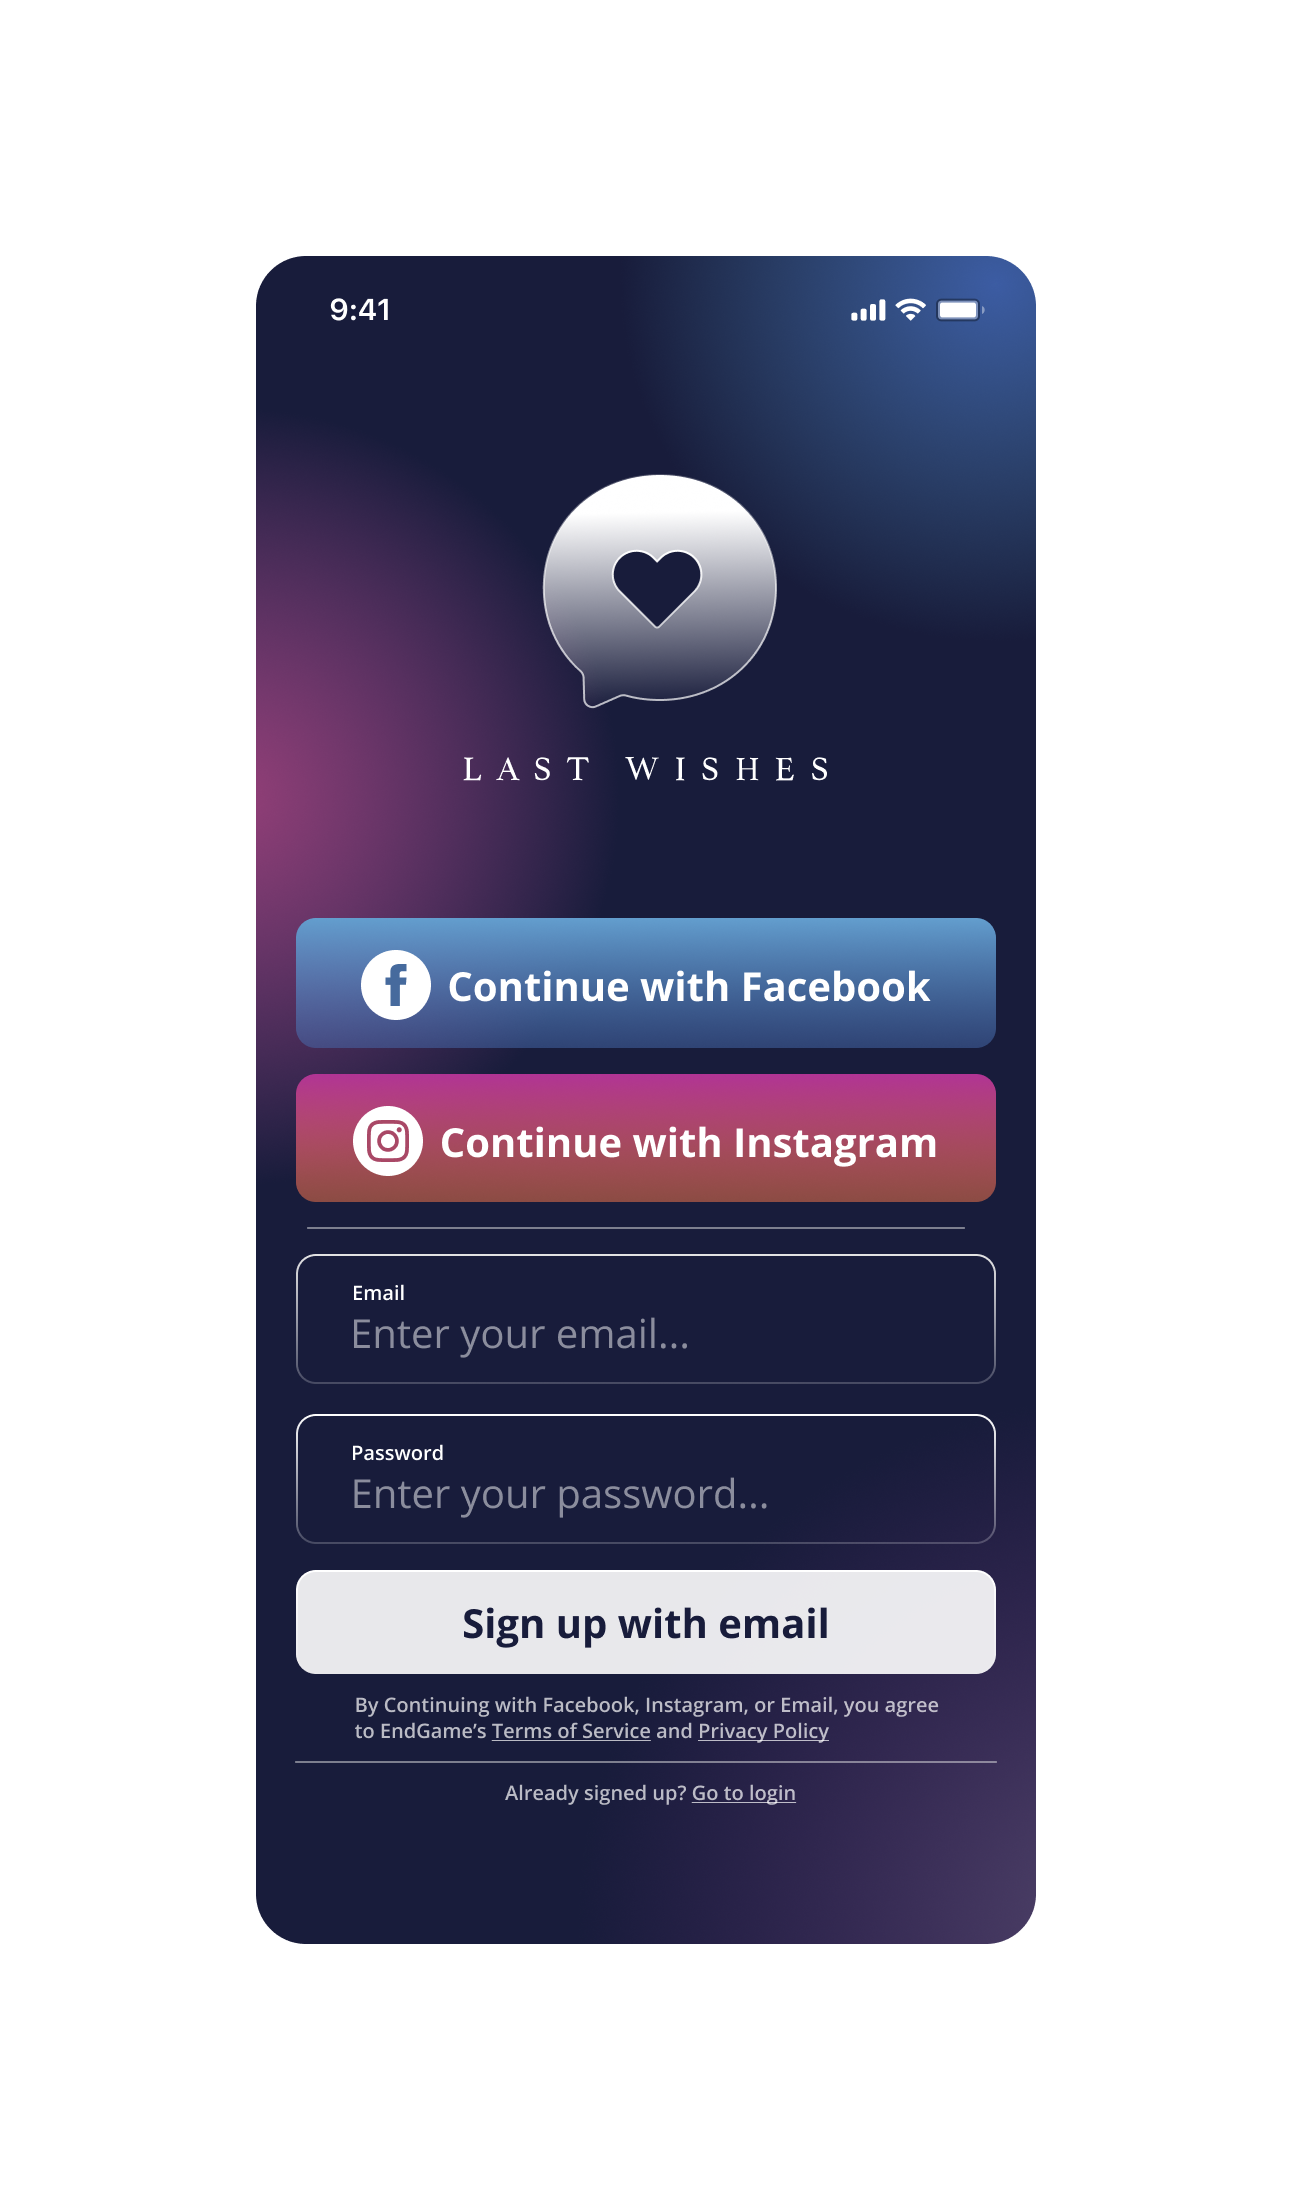 9:41
LAST WISHES
Continue with Facebook
Continue with Instagram
Email
Enter your email...
Password
Enter your password...
Sign up with email
By Continuing with Facebook, Instagram, or Email, you agree
to EndGame’s Terms of Service and Privacy Policy
Already signed up? Go to login